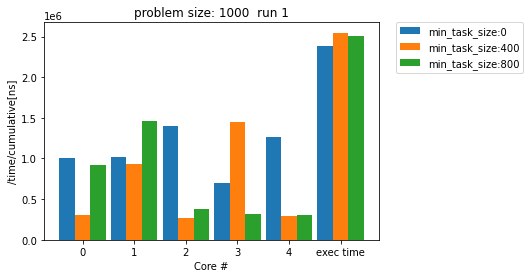 problem size: 1000  run 1
1e6
2.5
2.0
1.5
1.0
0.5
0.0
/time/cumulative[ns]
0 1 2 3 4 exec time
Core #
min_task_size:0
min_task_size:400
min_task_size:800